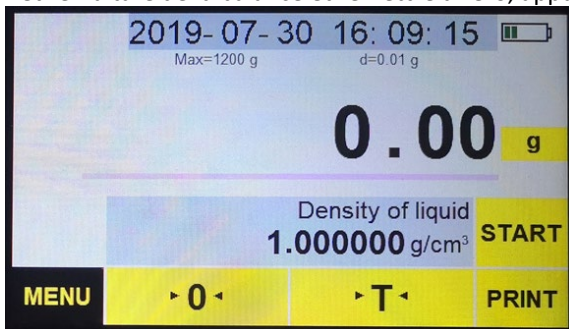 2019-07-30 16:09:15
Max=1200 g d=0.01 g
0.00 g
Density of liquid
1.000000 g/cm³
START
MENU ▸0◂ ▸T◂ PRINT